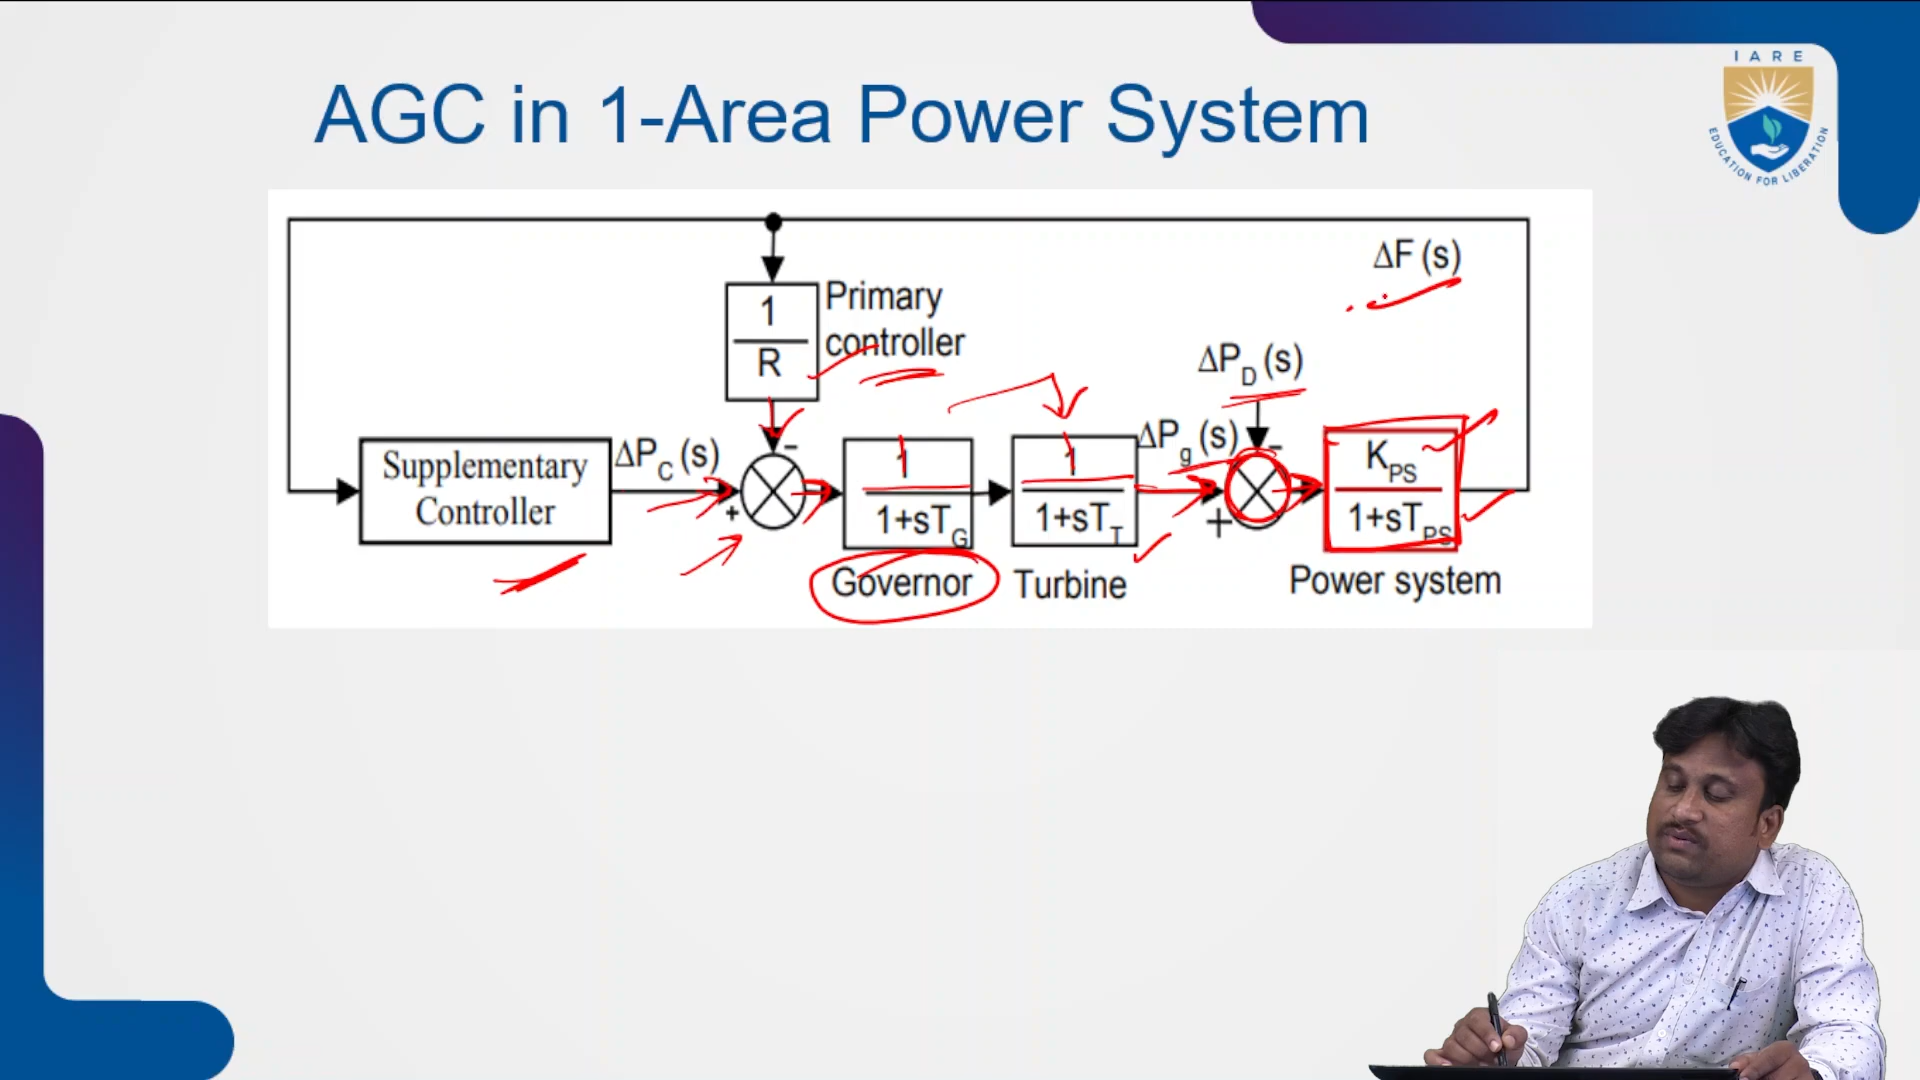 IARE
EDUCATION FOR LIBERATION
AGC in 1-Area Power System
ΔF (s)
1
R
Primary
controller
ΔP_D (s)
Supplementary
Controller
ΔP_C (s)
-
+
1
1+sT_G
Governor
1
1+sT_T
Turbine
ΔP_g (s)
-
+
K_PS
1+sT_PS
Power system